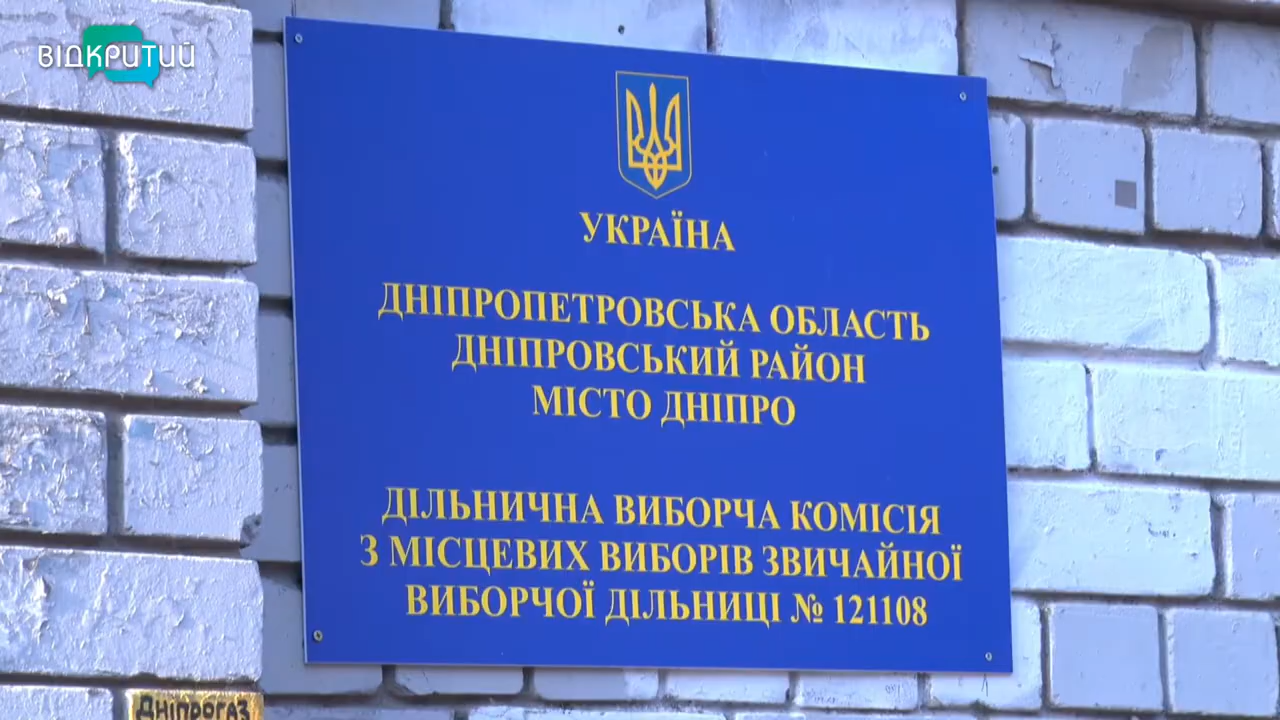 ВІДКРИТИЙ
УКРАЇНА
ДНІПРОПЕТРОВСЬКА ОБЛАСТЬ
ДНІПРОВСЬКИЙ РАЙОН
МІСТО ДНІПРО
ДІЛЬНИЧНА ВИБОРЧА КОМІСІЯ
З МІСЦЕВИХ ВИБОРІВ ЗВИЧАЙНОЇ
ВИБОРЧОЇ ДІЛЬНИЦІ № 121108
ДНІПРОГАЗ